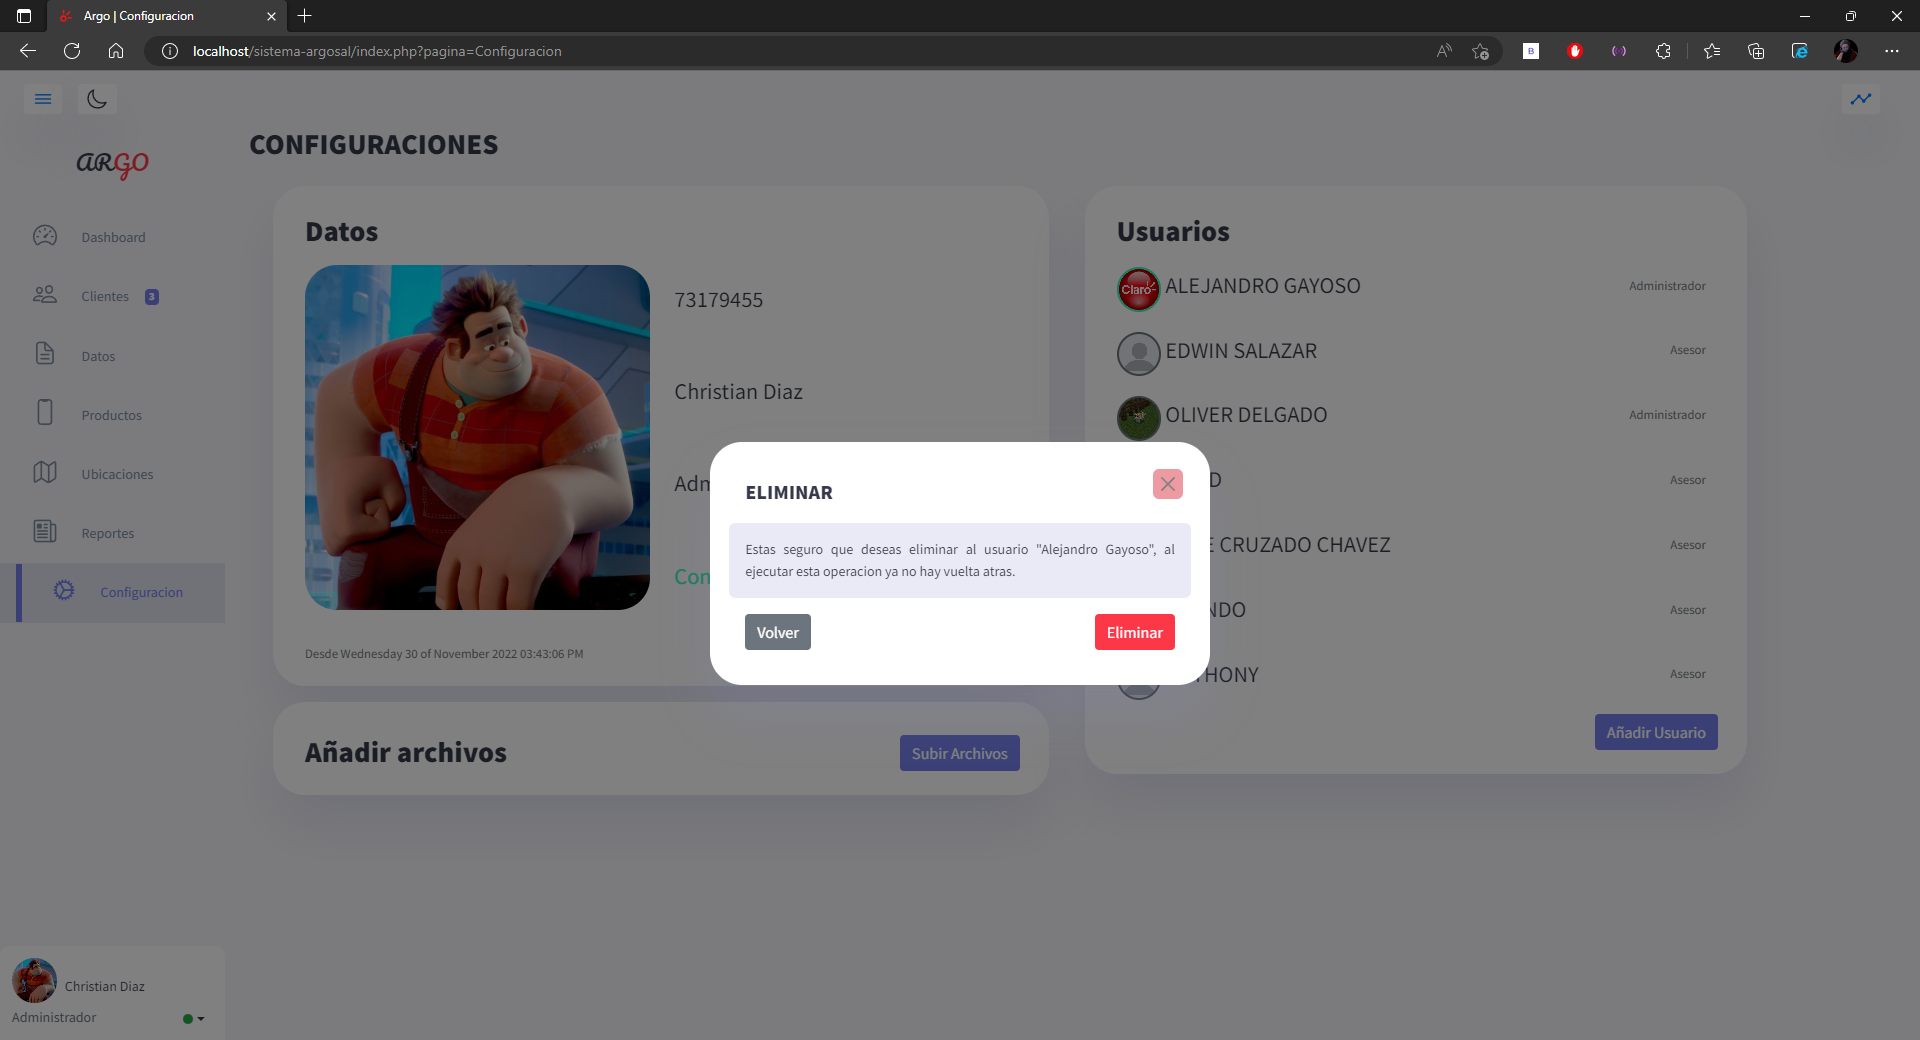 Argo | Configuracion
localhost/sistema-argosal/index.php?pagina=Configuracion
ARGO
Dashboard
Clientes 3
Datos
Productos
Ubicaciones
Reportes
Configuracion
Christian Diaz
Administrador
CONFIGURACIONES
Datos
73179455
Christian Diaz
Adm
Con
Desde Wednesday 30 of November 2022 03:43:06 PM
Añadir archivos
Subir Archivos
Usuarios
Claro
ALEJANDRO GAYOSO Administrador
EDWIN SALAZAR Asesor
OLIVER DELGADO Administrador
D Asesor
E CRUZADO CHAVEZ Asesor
NDO Asesor
THONY Asesor
Añadir Usuario
ELIMINAR
Estas seguro que deseas eliminar al usuario "Alejandro Gayoso", al
ejecutar esta operacion ya no hay vuelta atras.
Volver
Eliminar